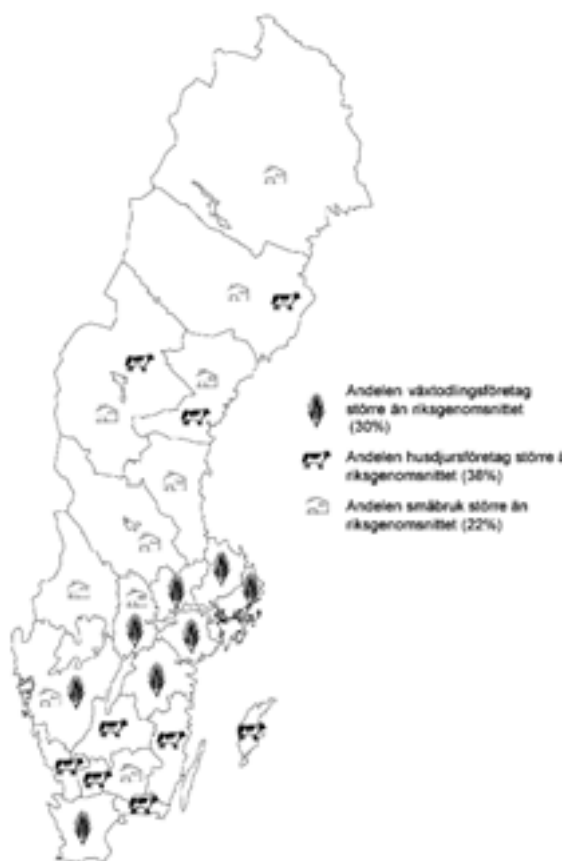 Andelen växtodlingsföretag
större än riksgenomsnittet
(30%)
Andelen husdjursföretag större ä
riksgenomsnittet (38%)
Andelen småbruk större än
riksgenomsnittet (22%)